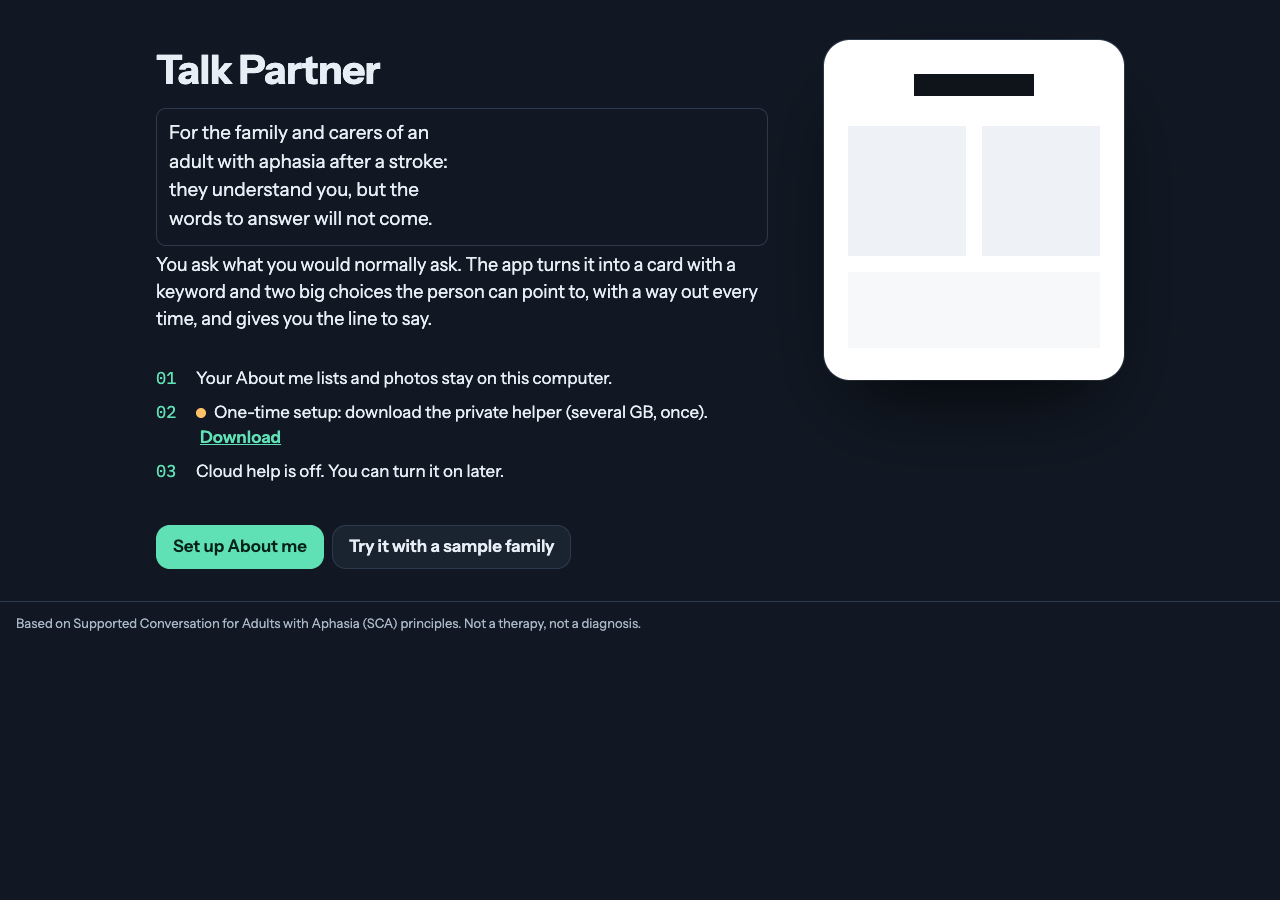 Talk Partner
For the family and carers of an
adult with aphasia after a stroke:
they understand you, but the
words to answer will not come.
You ask what you would normally ask. The app turns it into a card with a
keyword and two big choices the person can point to, with a way out every
time, and gives you the line to say.
01 Your About me lists and photos stay on this computer.
02 One-time setup: download the private helper (several GB, once).
Download
03 Cloud help is off. You can turn it on later.
Set up About me Try it with a sample family
Based on Supported Conversation for Adults with Aphasia (SCA) principles. Not a therapy, not a diagnosis.